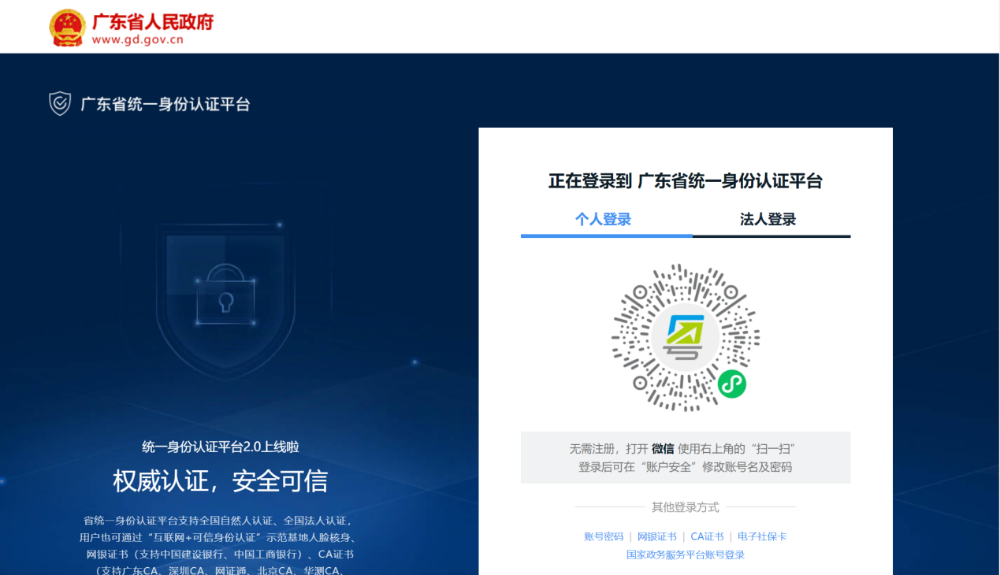 广东省人民政府
www.gd.gov.cn
广东省统一身份认证平台
统一身份认证平台2.0上线啦
权威认证，安全可信
省统一身份认证平台支持全国自然人认证、全国法人认证，
用户也可通过“互联网+可信身份认证”示范基地人脸核身、
网银证书（支持中国建设银行、中国工商银行）、CA证书
（支持广东CA、深圳CA、网证通、北京CA、华测CA、
正在登录到 广东省统一身份认证平台
个人登录 法人登录
无需注册，打开 微信 使用右上角的“扫一扫”
登录后可在“账户安全”修改账号名及密码
其他登录方式
账号密码 | 网银证书 | CA证书 | 电子社保卡
国家政务服务平台账号登录